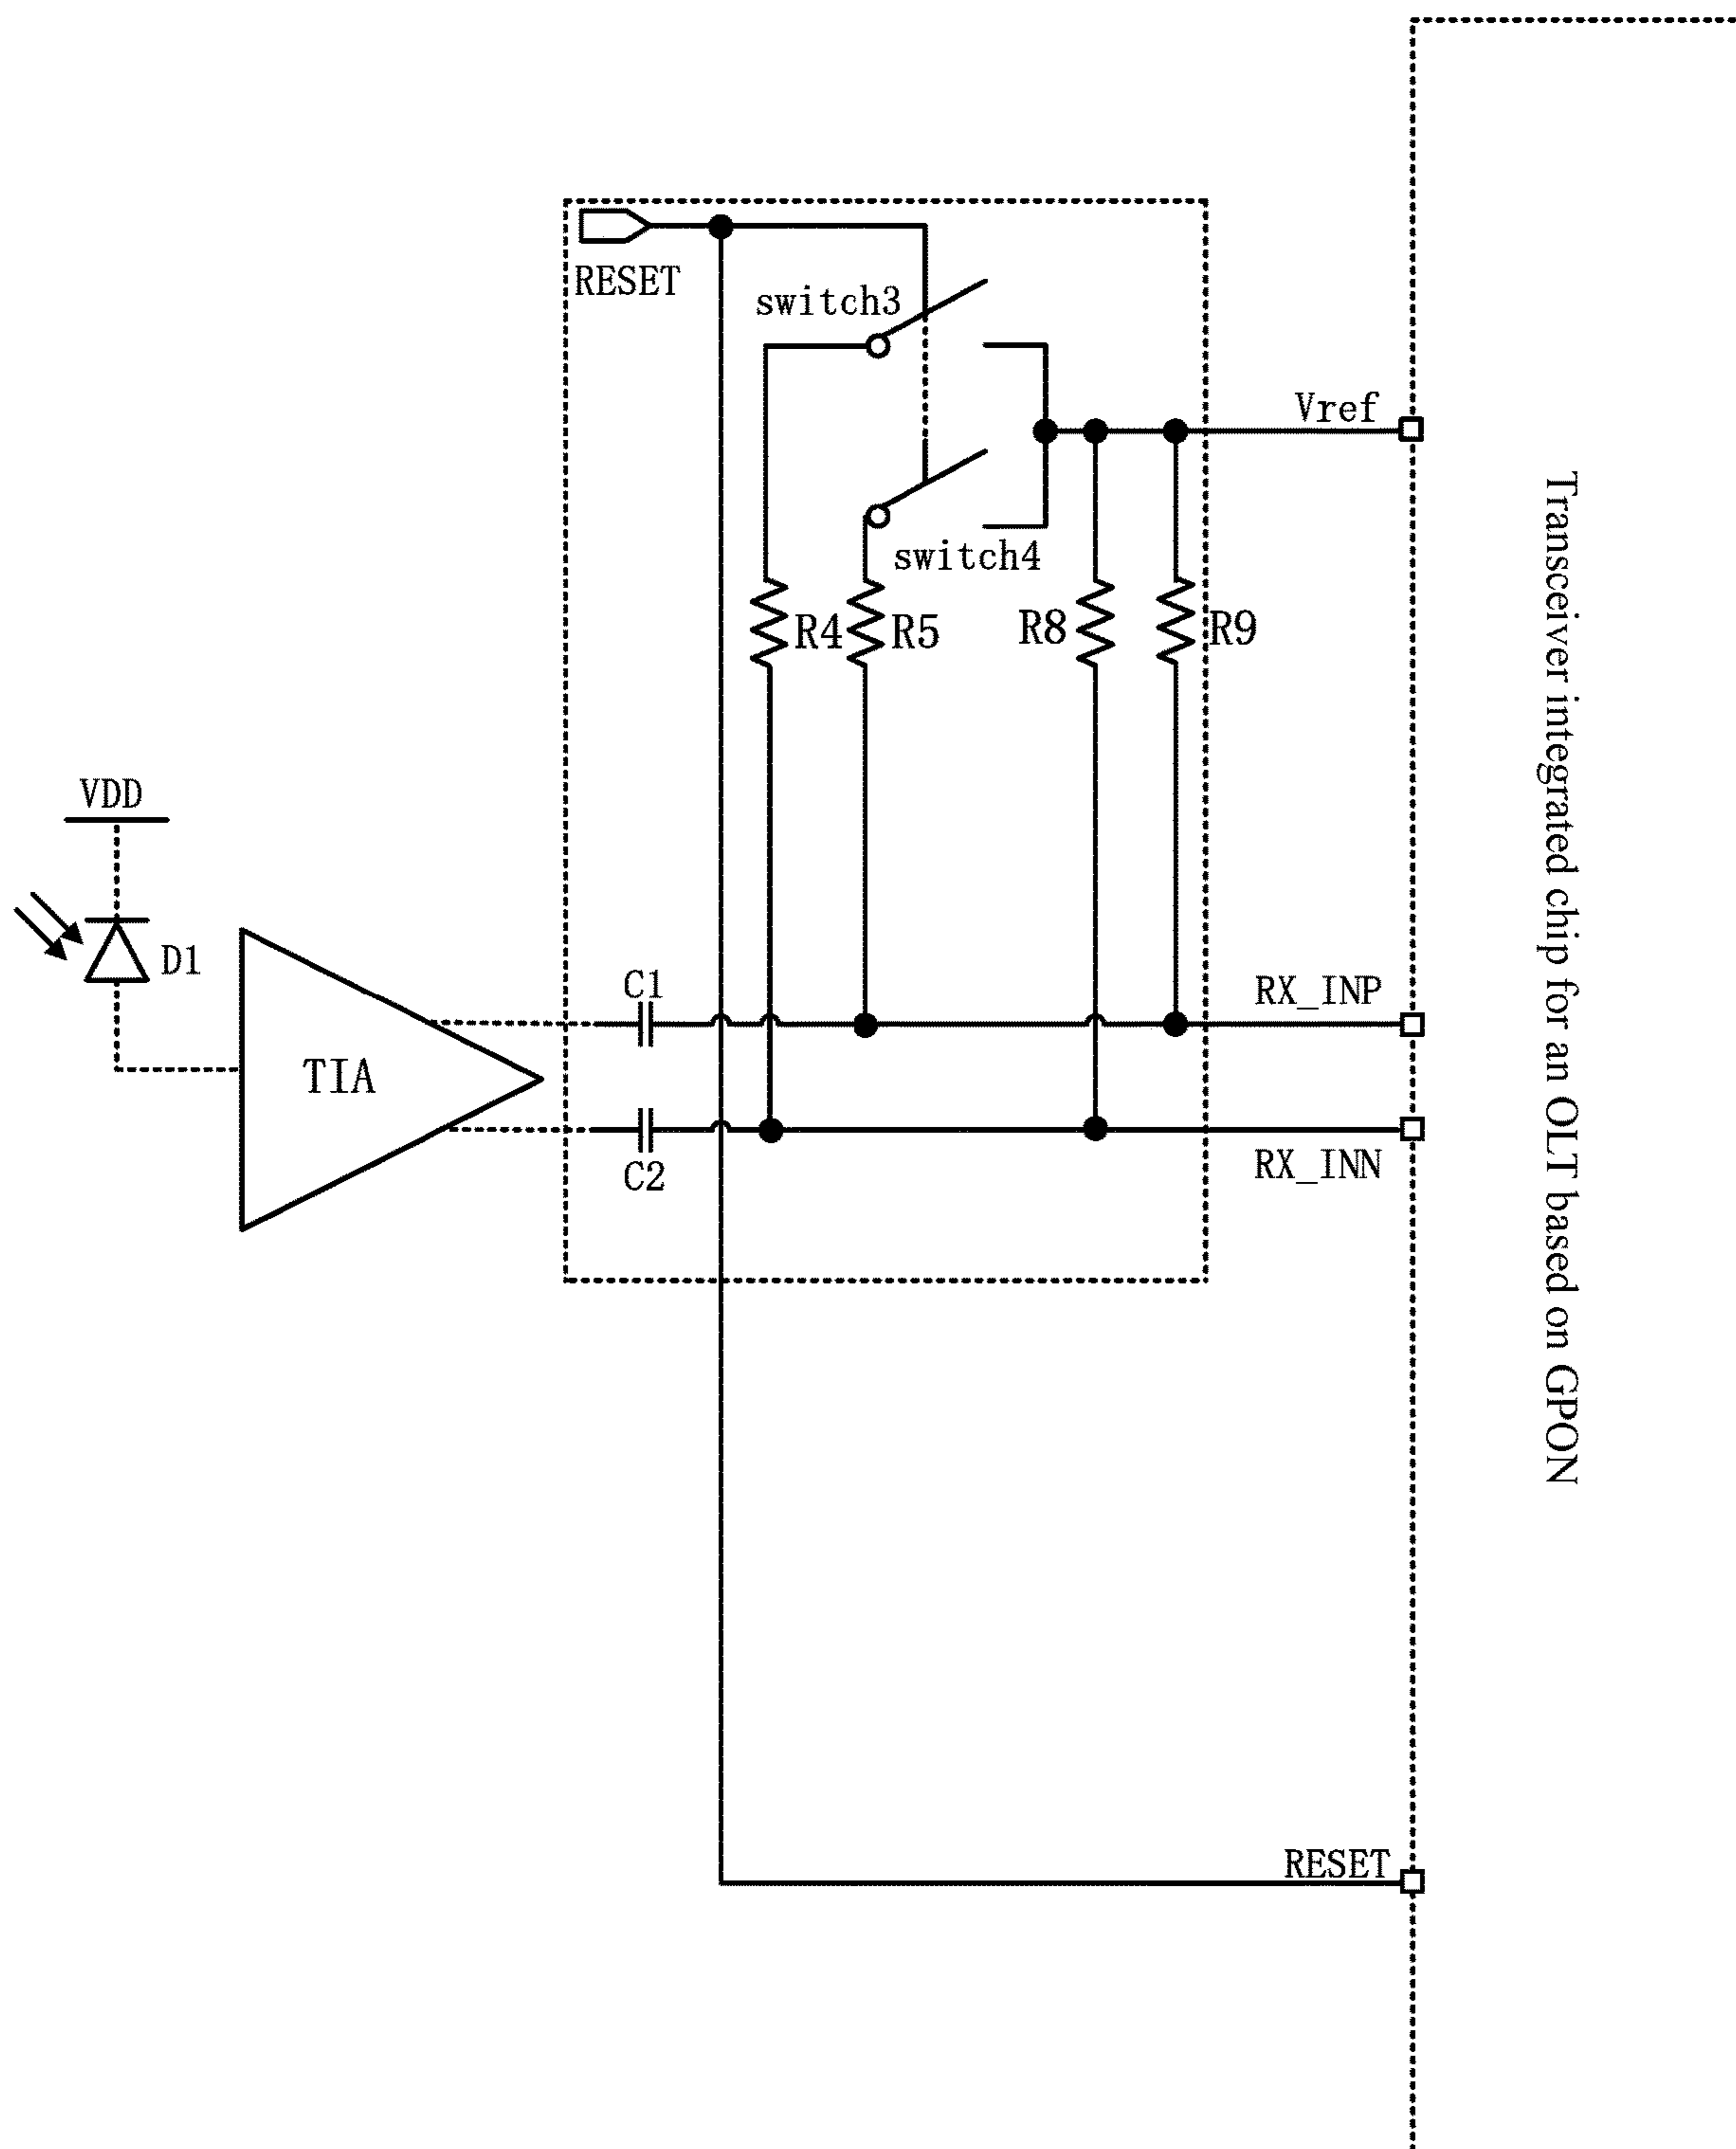 RESET
switch3
Vref
switch4
R4
R5
R8
R9
VDD
D1
TIA
C1
C2
RX_INP
RX_INN
RESET
Transceiver integrated chip for an OLT based on GPON